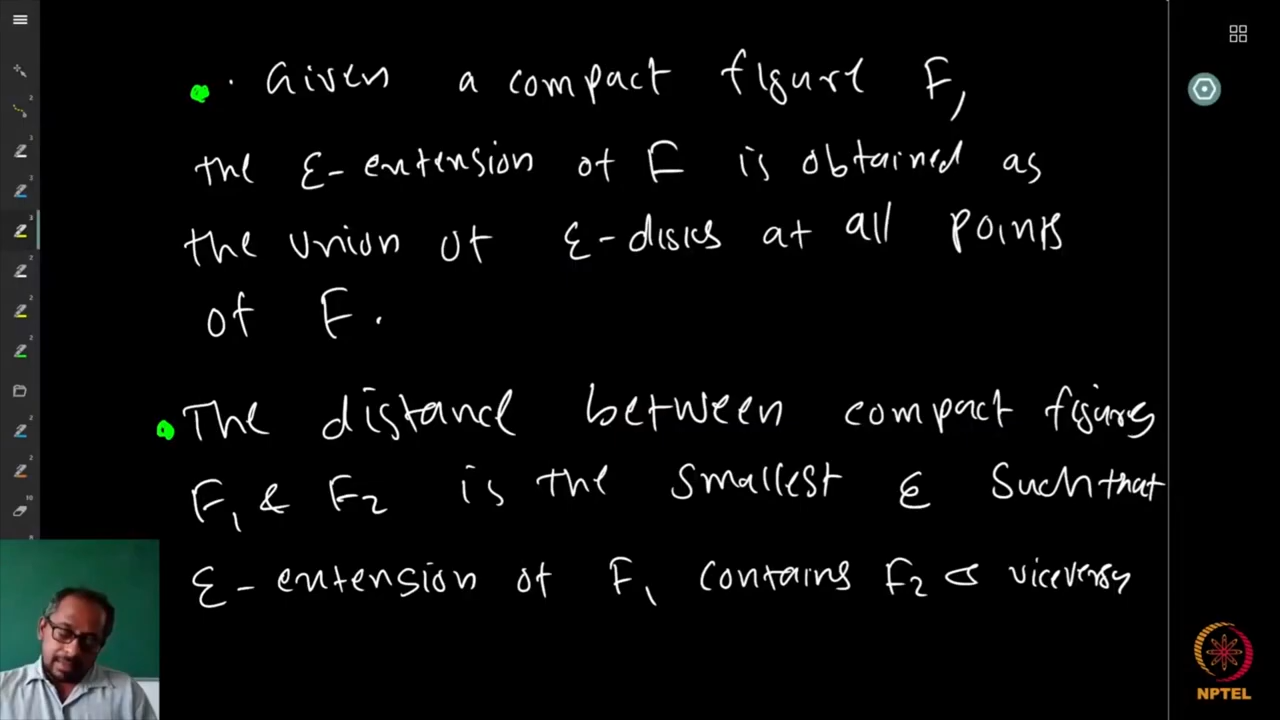 . Given a compact figure F,
the ε-extension of F is obtained as
the union of ε-disks at all points
of F.
The distance between compact figures
F₁ & F₂ is the smallest ε such that
ε-extension of F₁ contains F₂ & viceversa
NPTEL